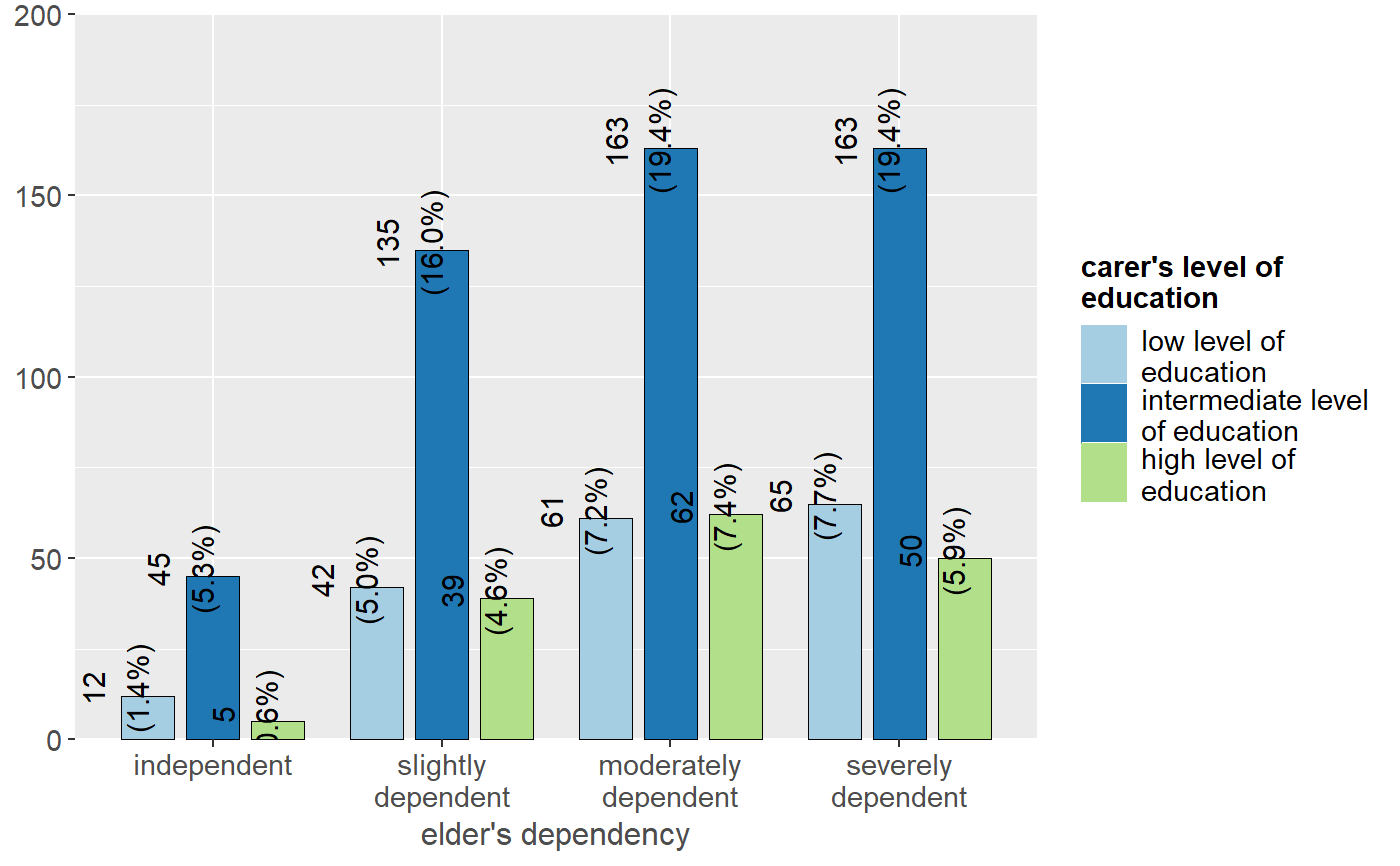 200
150
100
50
0
12
(1.4%)
45
(5.3%)
5
0.6%)
42
(5.0%)
135
(16.0%)
39
(4.6%)
61
(7.2%)
163
(19.4%)
62
(7.4%)
65
(7.7%)
163
(19.4%)
50
(5.9%)
independent
slightly
dependent
moderately
dependent
severely
dependent
elder's dependency
carer's level of
education
low level of
education
intermediate level
of education
high level of
education